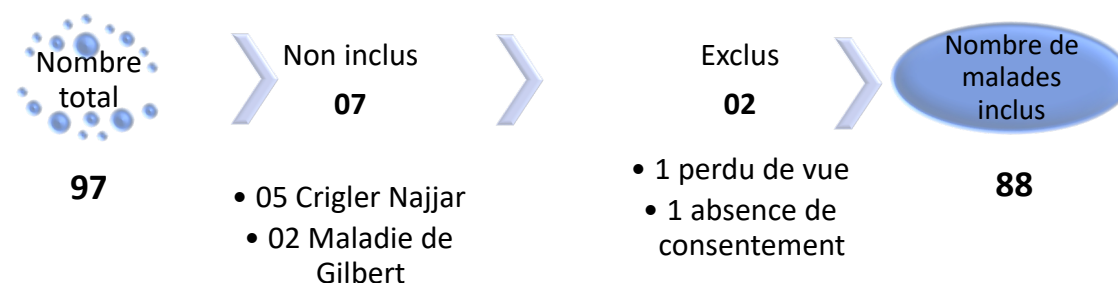 Nombre
total
97
Non inclus
07
• 05 Crigler Najjar
• 02 Maladie de
Gilbert
Exclus
02
• 1 perdu de vue
• 1 absence de
consentement
Nombre de
malades
inclus
88